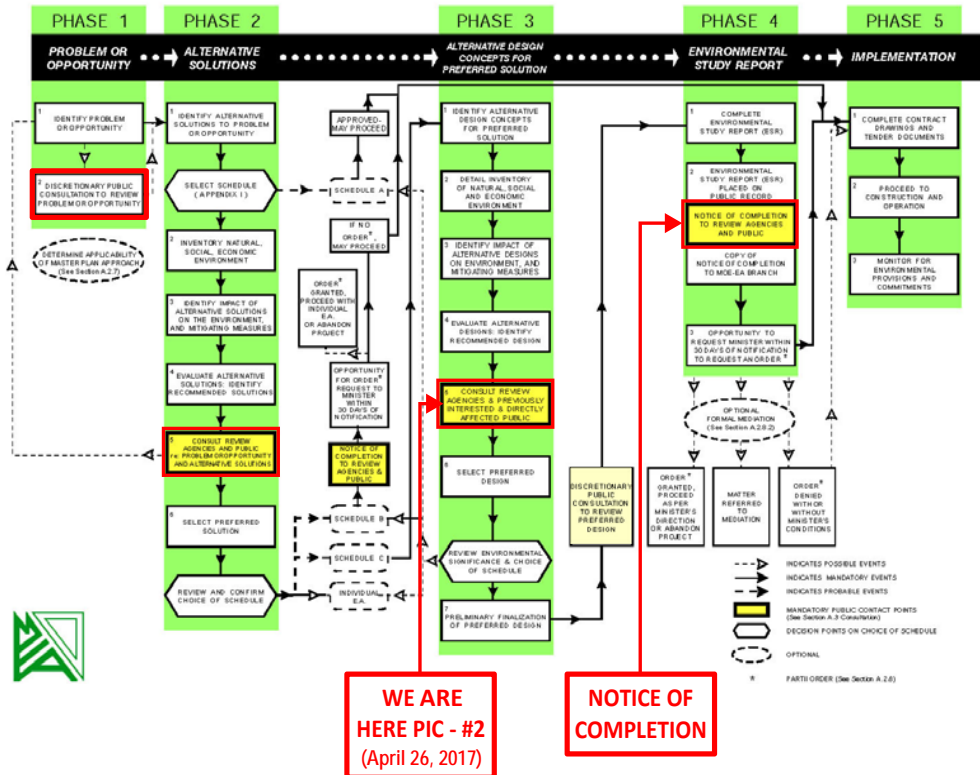 PHASE 1
PHASE 2
PHASE 3
PHASE 4
PHASE 5
PROBLEM OR
OPPORTUNITY
ALTERNATIVE
SOLUTIONS
ALTERNATIVE DESIGN
CONCEPTS FOR
PREFERRED SOLUTION
ENVIRONMENTAL
STUDY REPORT
IMPLEMENTATION
1
IDENTIFY PROBLEM
OR OPPORTUNITY
2
DISCRETIONARY PUBLIC
CONSULTATION TO REVIEW
PROBLEM OR OPPORTUNITY
DETERMINE APPLICABILITY
OF MASTER PLAN APPROACH
(See Section A.2.7)
1
IDENTIFY ALTERNATIVE
SOLUTIONS TO PROBLEM OR
OPPORTUNITY
SELECT SCHEDULE
(APPENDIX I)
2
INVENTORY NATURAL,
SOCIAL, ECONOMIC
ENVIRONMENT
3
IDENTIFY IMPACT OF
ALTERNATIVE SOLUTIONS
ON THE ENVIRONMENT,
AND MITIGATING MEASURES
4
EVALUATE ALTERNATIVE
SOLUTIONS: IDENTIFY
RECOMMENDED SOLUTIONS
5
CONSULT REVIEW
AGENCIES AND PUBLIC
re: PROBLEM OR OPPORTUNITY
AND ALTERNATIVE SOLUTIONS
6
SELECT PREFERRED
SOLUTION
REVIEW AND CONFIRM
CHOICE OF SCHEDULE
APPROVED-
MAY PROCEED
SCHEDULE A
IF NO
ORDER*,
MAY PROCEED
ORDER*
GRANTED,
PROCEED WITH
INDIVIDUAL
E.A.
OR ABANDON
PROJECT
OPPORTUNITY
FOR ORDER*
REQUEST TO
MINISTER
WITHIN
30 DAYS OF
NOTIFICATION
NOTICE OF
COMPLETION
TO REVIEW
AGENCIES &
PUBLIC
SCHEDULE B
SCHEDULE C
INDIVIDUAL
E.A.
1
IDENTIFY ALTERNATIVE
DESIGN CONCEPTS
FOR PREFERRED
SOLUTION
2
DETAIL INVENTORY
OF NATURAL, SOCIAL
AND ECONOMIC
ENVIRONMENT
3
IDENTIFY IMPACT OF
ALTERNATIVE DESIGNS
ON ENVIRONMENT, AND
MITIGATING MEASURES
4
EVALUATE ALTERNATIVE
DESIGNS: IDENTIFY
RECOMMENDED DESIGN
5
CONSULT REVIEW
AGENCIES & PREVIOUSLY
INTERESTED & DIRECTLY
AFFECTED PUBLIC
6
SELECT PREFERRED
DESIGN
REVIEW ENVIRONMENTAL
SIGNIFICANCE &
CHOICE OF SCHEDULE
7
PRELIMINARY FINALIZATION
OF PREFERRED DESIGN
DISCRETIONARY
PUBLIC
CONSULTATION
TO REVIEW
PREFERRED
DESIGN
1
COMPLETE
ENVIRONMENTAL
STUDY REPORT (ESR)
2
ENVIRONMENTAL
STUDY REPORT (ESR)
PLACED ON
PUBLIC RECORD
NOTICE OF COMPLETION
TO REVIEW AGENCIES
AND PUBLIC
COPY OF
NOTICE OF COMPLETION
TO MOE-EA BRANCH
3
OPPORTUNITY TO
REQUEST MINISTER WITHIN
30 DAYS OF NOTIFICATION
TO REQUEST AN ORDER*
OPTIONAL
FORMAL MEDIATION
(See Section A.2.8.2)
ORDER*
GRANTED,
PROCEED
AS PER
MINISTER'S
DIRECTION
OR ABANDON
PROJECT
MATTER
REFERRED
TO
MEDIATION
ORDER*
DENIED
WITH OR
WITHOUT
MINISTER'S
CONDITIONS
1
COMPLETE CONTRACT
DRAWINGS AND
TENDER DOCUMENTS
2
PROCEED TO
CONSTRUCTION AND
OPERATION
3
MONITOR FOR
ENVIRONMENTAL
PROVISIONS AND
COMMITMENTS
INDICATES POSSIBLE EVENTS
INDICATES MANDATORY EVENTS
INDICATES PROBABLE EVENTS
MANDATORY PUBLIC CONTACT POINTS
(See Section A.3 Consultation)
DECISION POINTS ON CHOICE OF SCHEDULE
OPTIONAL
* PART II ORDER (See Section A.2.8)
WE ARE
HERE PIC - #2
(April 26, 2017)
NOTICE OF
COMPLETION